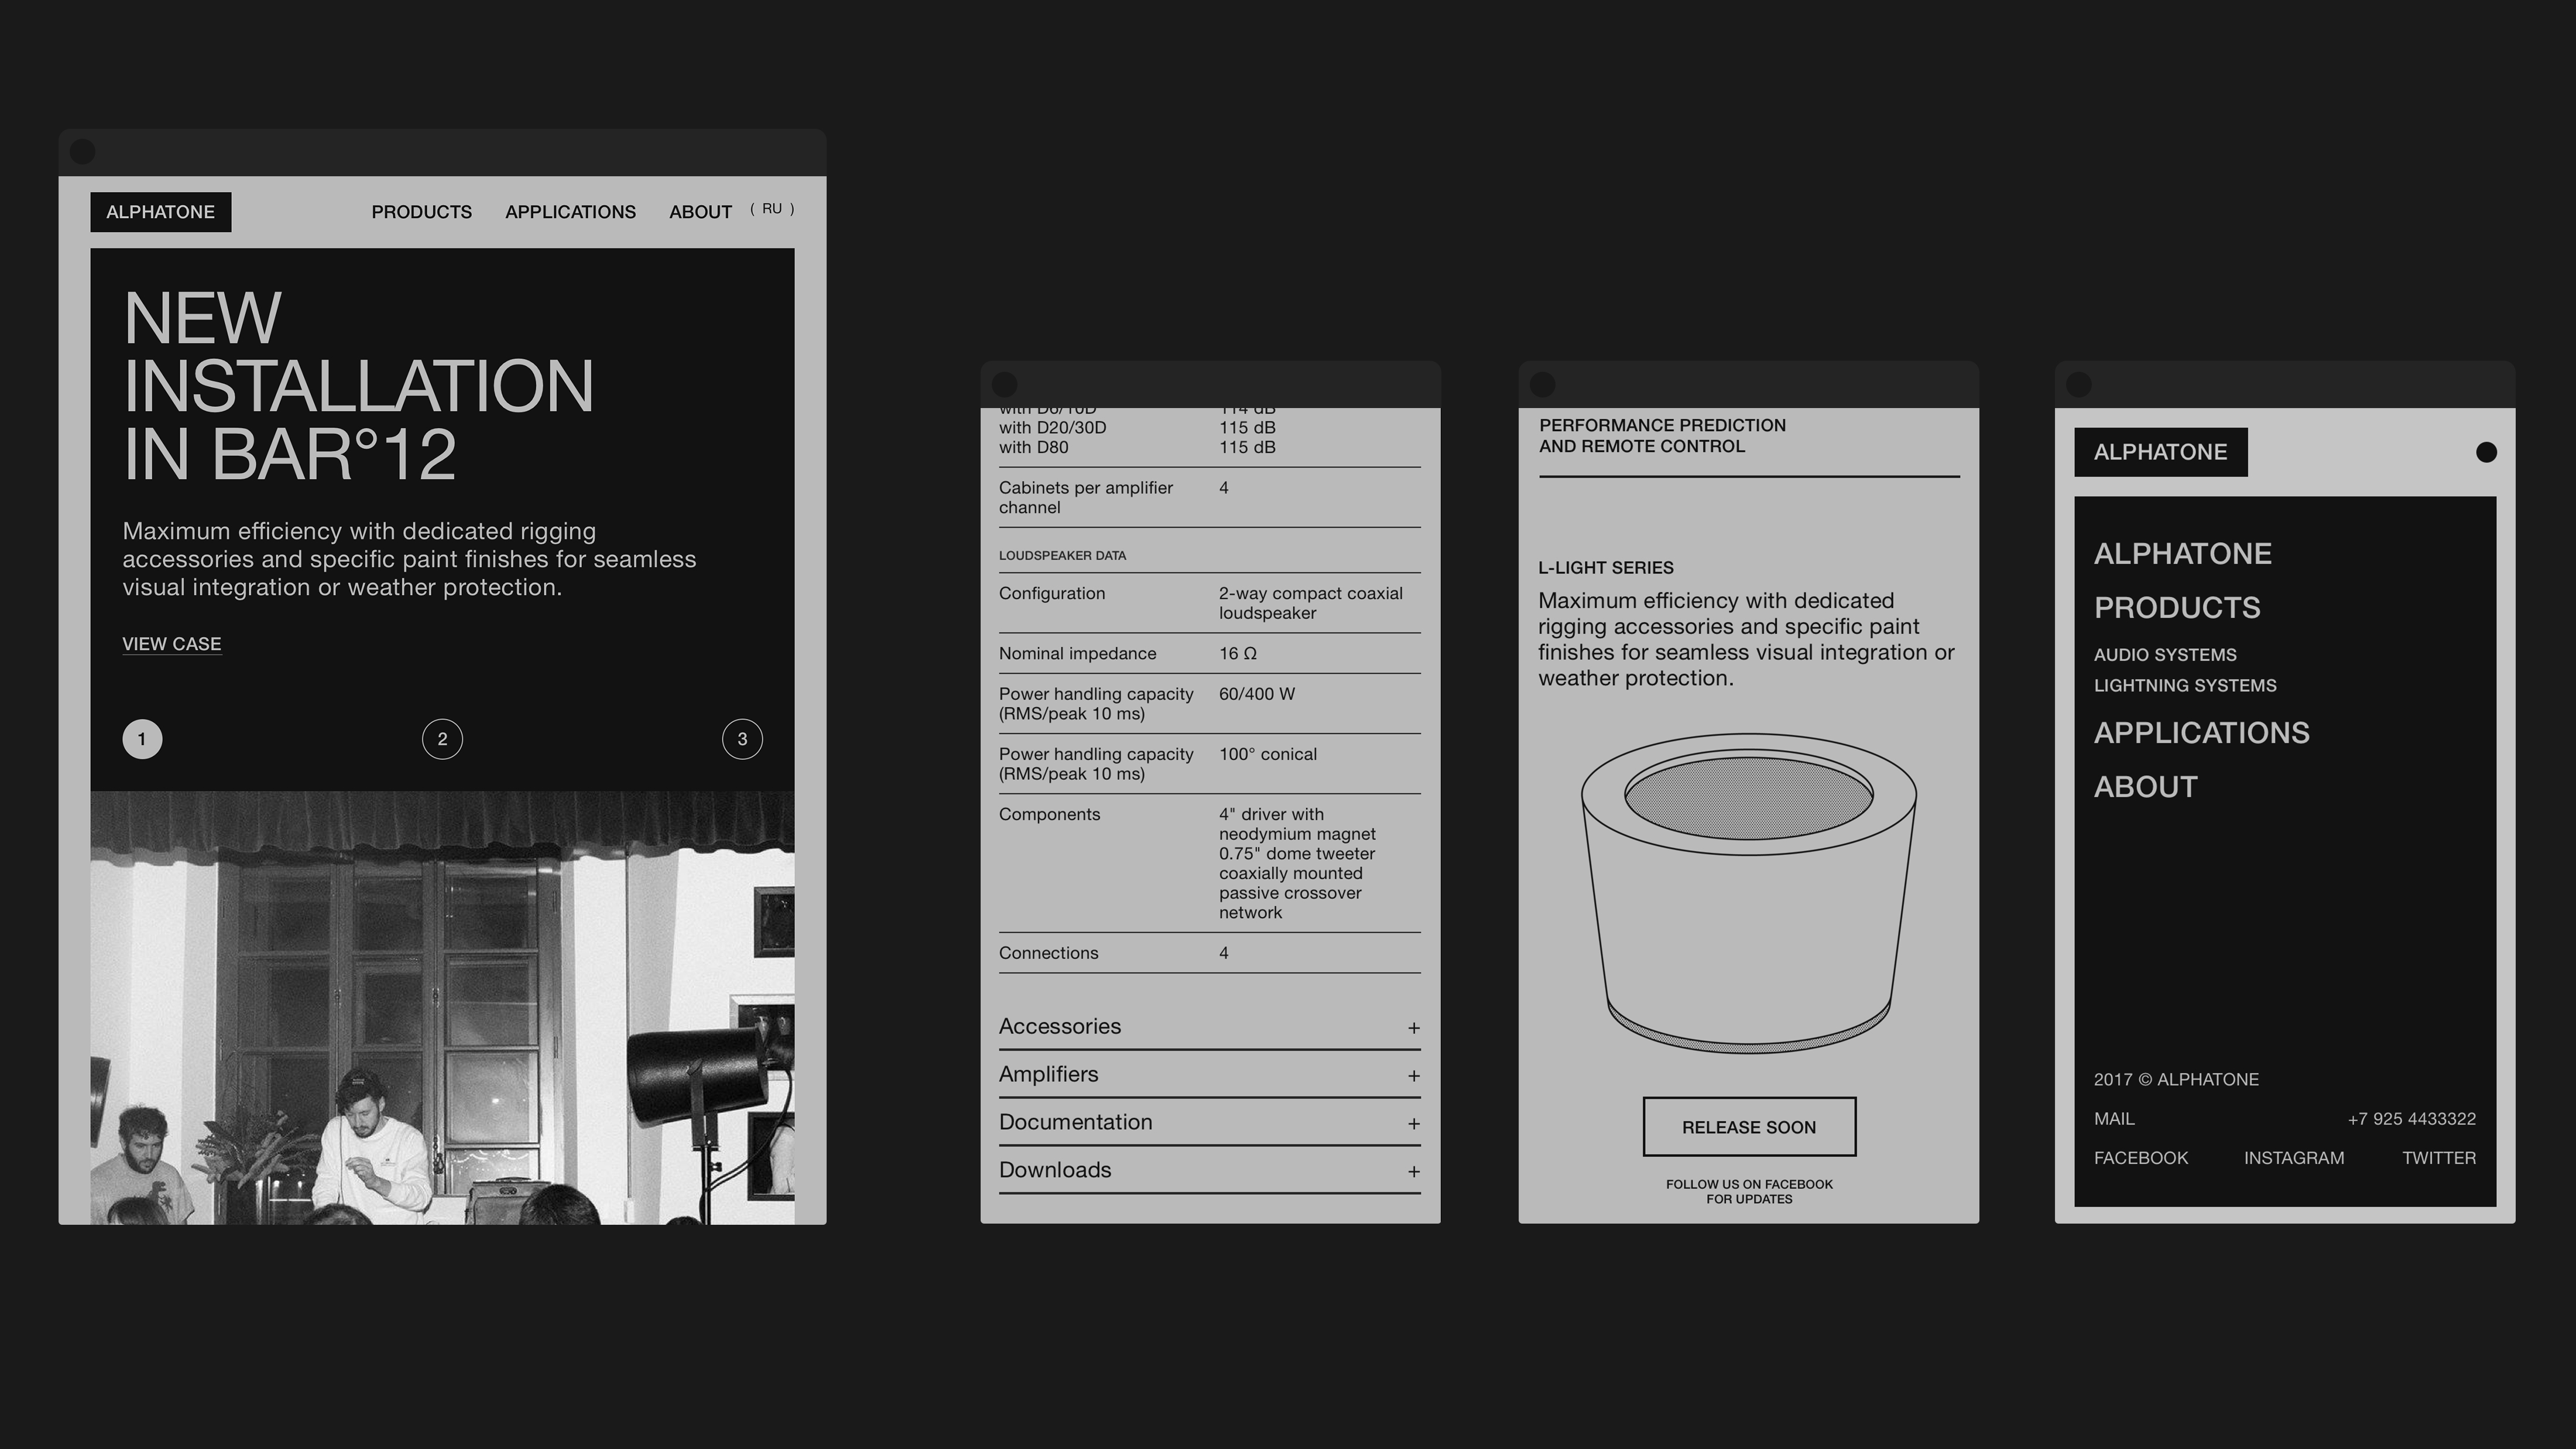 ALPHATONE
PRODUCTS APPLICATIONS ABOUT ( RU )
NEW
INSTALLATION
IN BAR°12
Maximum efficiency with dedicated rigging
accessories and specific paint finishes for seamless
visual integration or weather protection.
VIEW CASE
1 2 3
with D6/10D 114 dB
with D20/30D 115 dB
with D80 115 dB
Cabinets per amplifier 4
channel
LOUDSPEAKER DATA
Configuration 2-way compact coaxial
loudspeaker
Nominal impedance 16 Ω
Power handling capacity 60/400 W
(RMS/peak 10 ms)
Power handling capacity 100° conical
(RMS/peak 10 ms)
Components 4" driver with
neodymium magnet
0.75" dome tweeter
coaxially mounted
passive crossover
network
Connections 4
Accessories +
Amplifiers +
Documentation +
Downloads +
PERFORMANCE PREDICTION
AND REMOTE CONTROL
L-LIGHT SERIES
Maximum efficiency with dedicated
rigging accessories and specific paint
finishes for seamless visual integration or
weather protection.
RELEASE SOON
FOLLOW US ON FACEBOOK
FOR UPDATES
ALPHATONE
ALPHATONE
PRODUCTS
AUDIO SYSTEMS
LIGHTNING SYSTEMS
APPLICATIONS
ABOUT
2017 © ALPHATONE
MAIL +7 925 4433322
FACEBOOK INSTAGRAM TWITTER